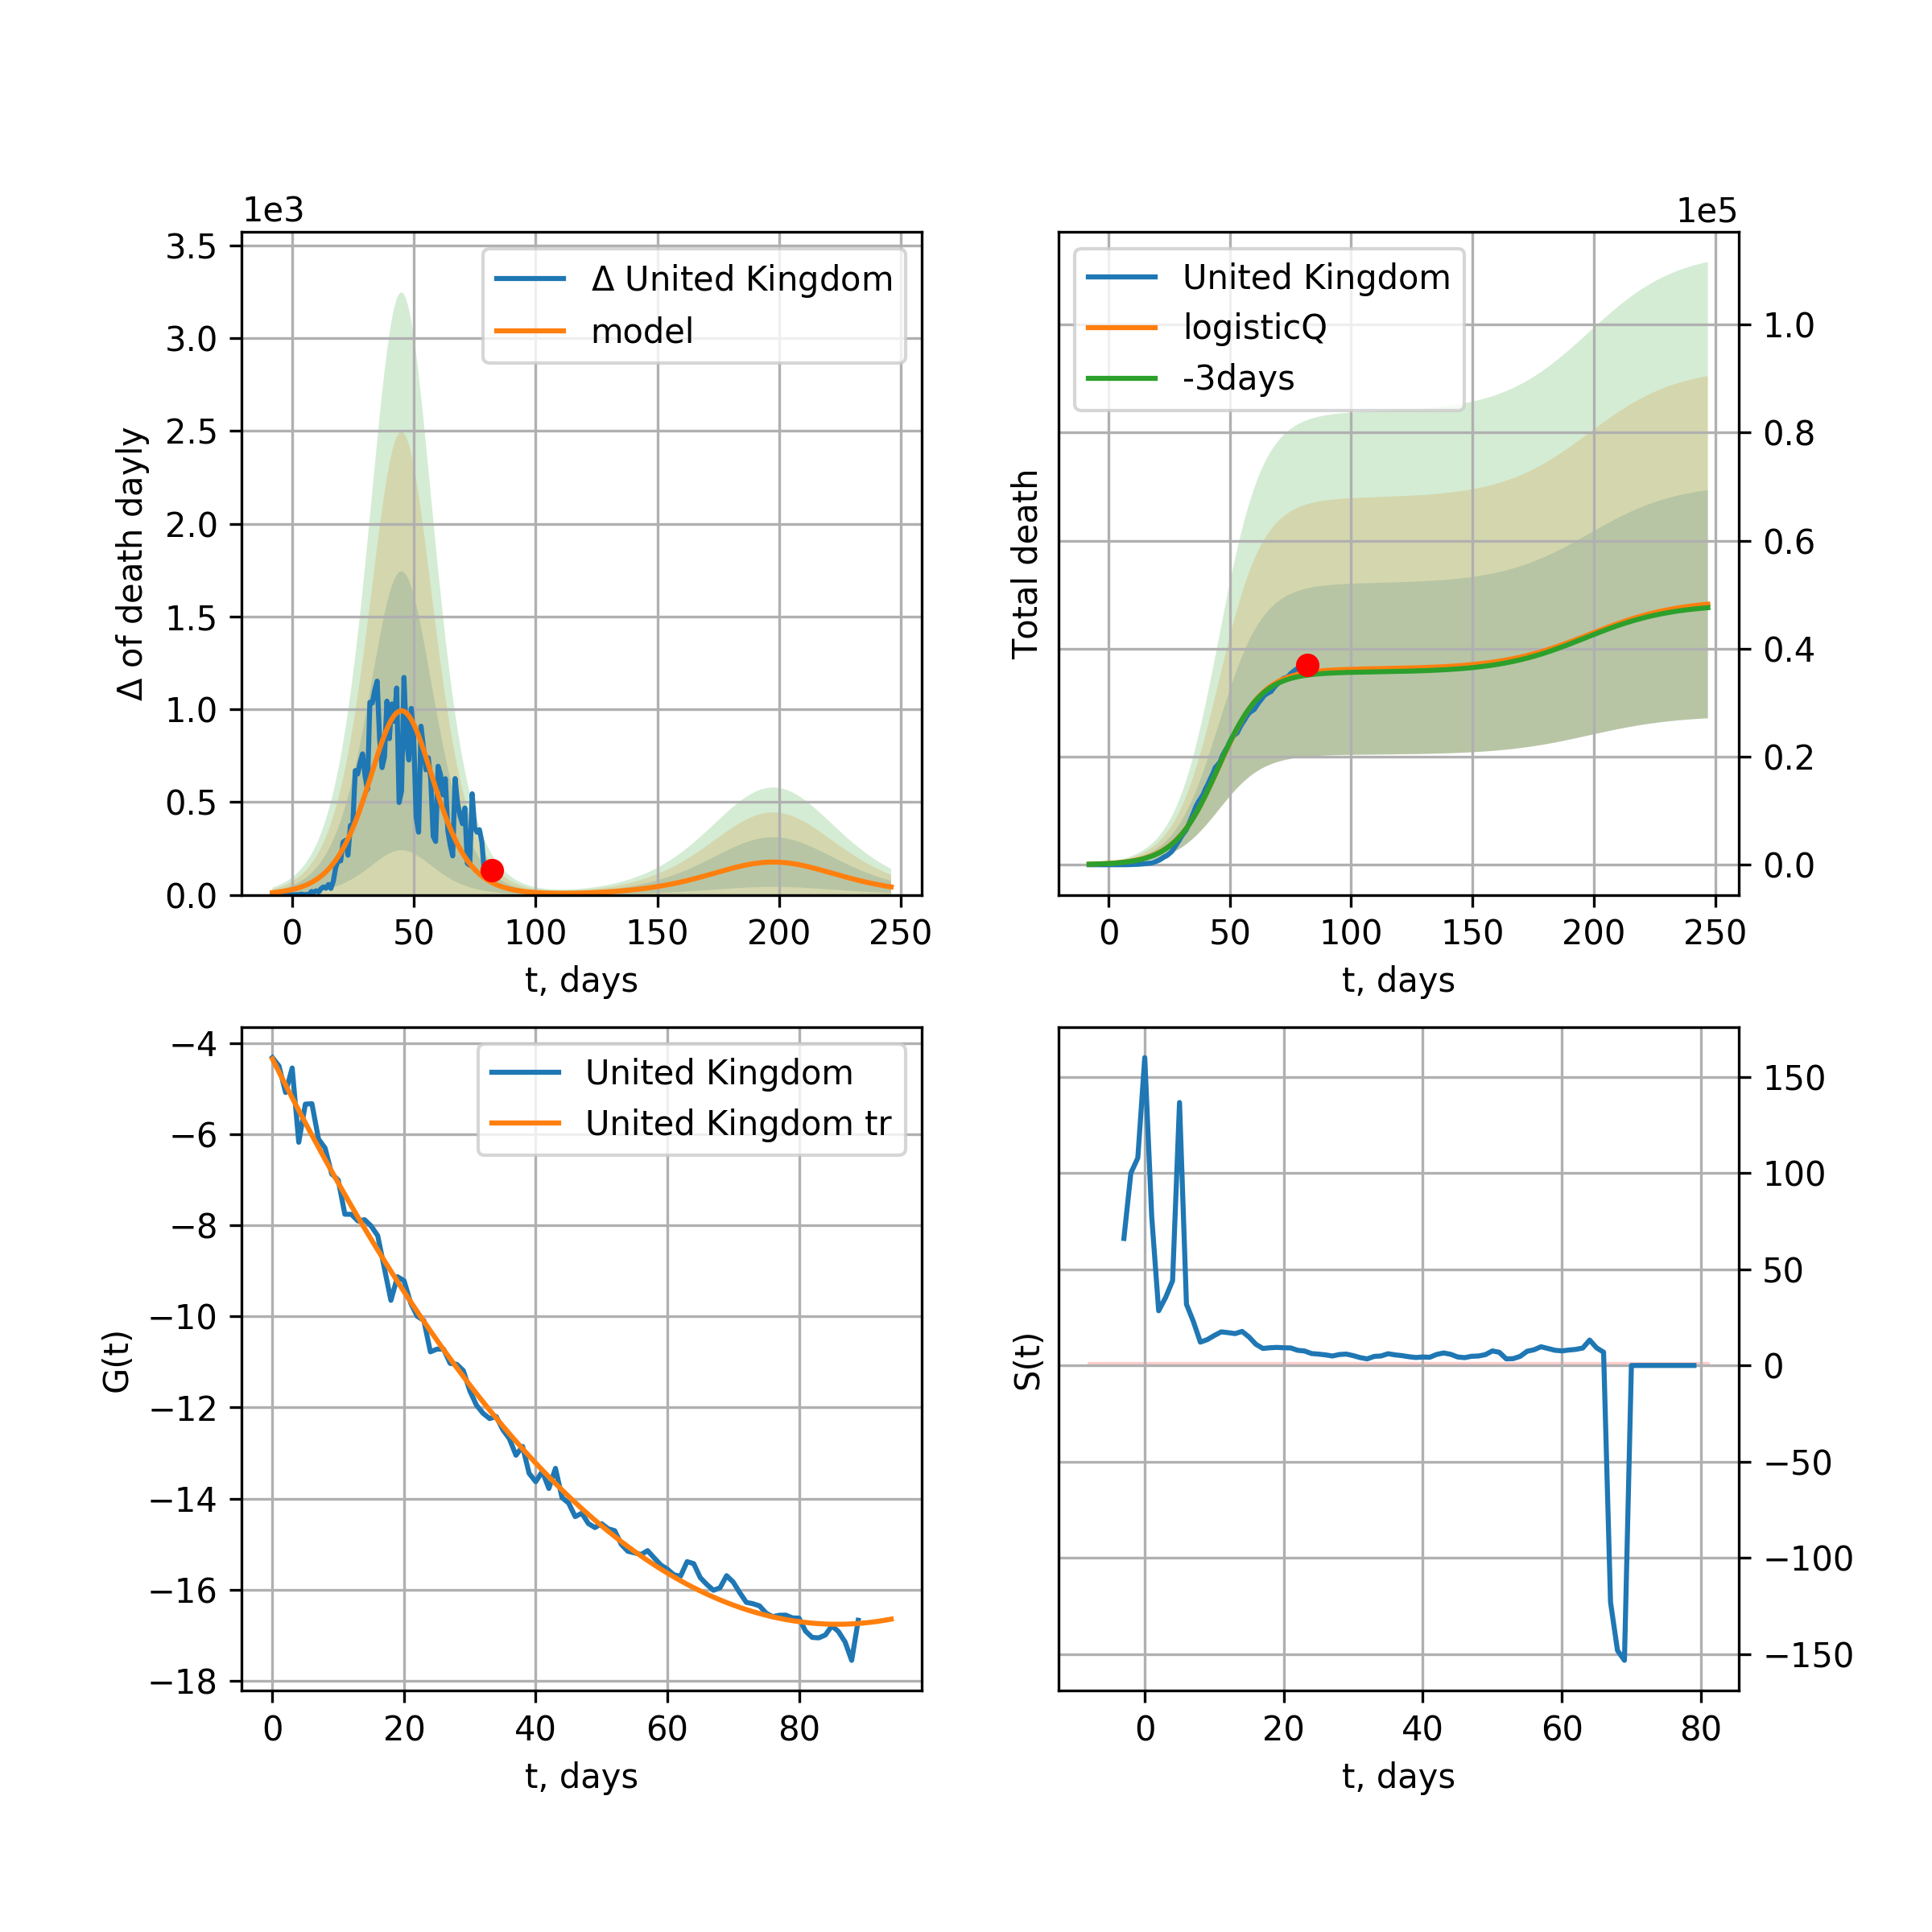 1e3
3.5
3.0
2.5
2.0
1.5
1.0
0.5
0.0
Δ of death dayly
Δ United Kingdom
model
0 50 100 150 200 250
t, days
1e5
Total death
United Kingdom
logisticQ
-3days
1.0
0.8
0.6
0.4
0.2
0.0
0 50 100 150 200 250
t, days
−4
−6
−8
−10
−12
−14
−16
−18
G(t)
United Kingdom
United Kingdom tr
0 20 40 60 80
t, days
S(t)
150
100
50
0
−50
−100
−150
0 20 40 60 80
t, days